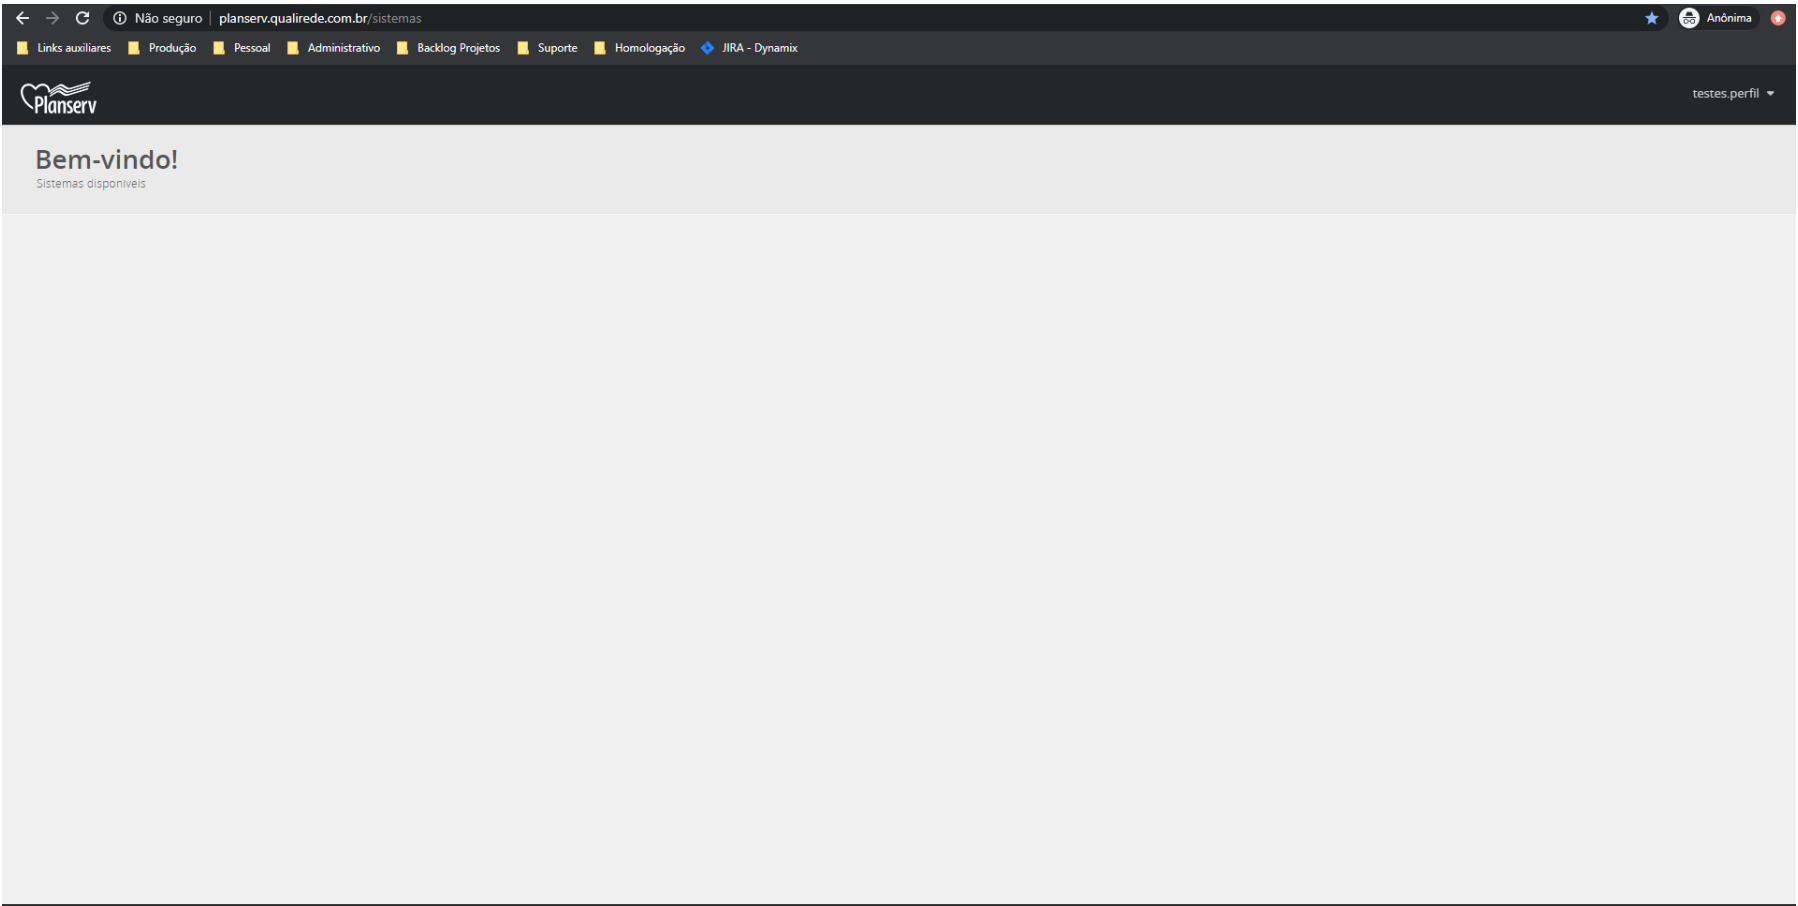 Não seguro | planserv.qualirede.com.br/sistemas
Anônima
Links auxiliares Produção Pessoal Administrativo Backlog Projetos Suporte Homologação JIRA - Dynamix
Planserv
testes.perfil
Bem-vindo!
Sistemas disponíveis